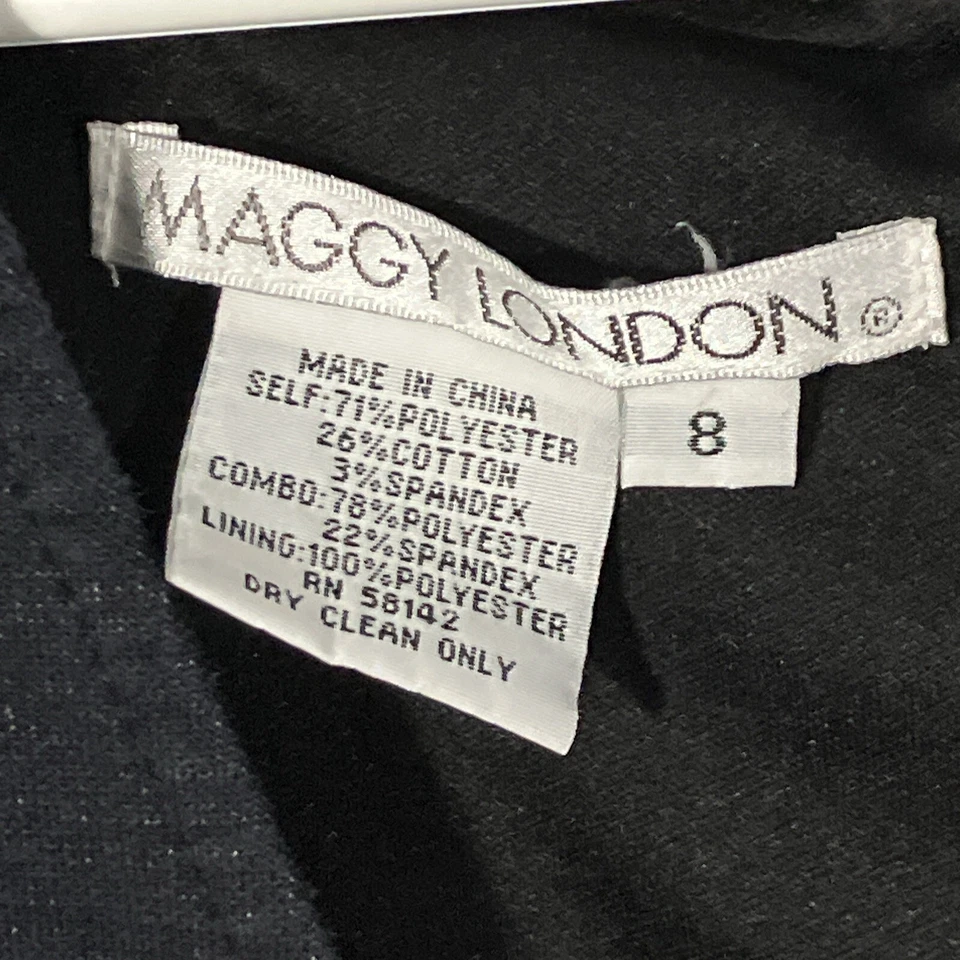 MAGGY LONDON ®
8
MADE IN CHINA
SELF:71%POLYESTER
26%COTTON
3%SPANDEX
COMBO:78%POLYESTER
22%SPANDEX
LINING:100%POLYESTER
RN 58142
DRY CLEAN ONLY